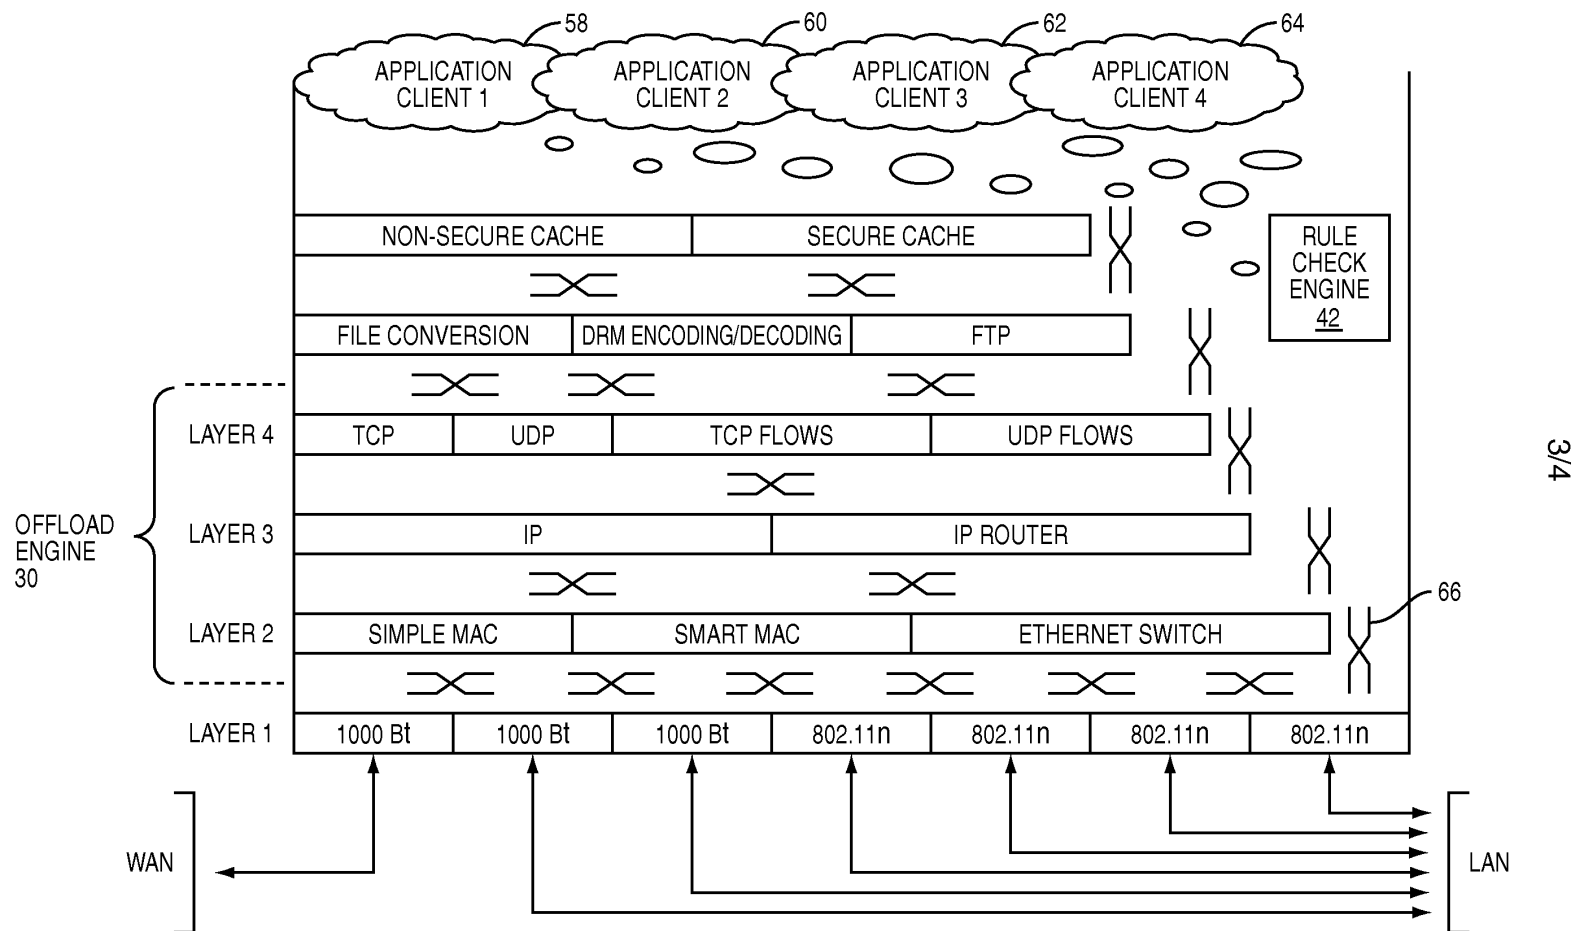 58
60
62
64
APPLICATION
CLIENT 1
APPLICATION
CLIENT 2
APPLICATION
CLIENT 3
APPLICATION
CLIENT 4
NON-SECURE CACHE
SECURE CACHE
RULE
CHECK
ENGINE
42
FILE CONVERSION
DRM ENCODING/DECODING
FTP
LAYER 4
TCP
UDP
TCP FLOWS
UDP FLOWS
3/4
OFFLOAD
ENGINE
30
LAYER 3
IP
IP ROUTER
66
LAYER 2
SIMPLE MAC
SMART MAC
ETHERNET SWITCH
LAYER 1
1000 Bt
1000 Bt
1000 Bt
802.11n
802.11n
802.11n
802.11n
WAN
LAN